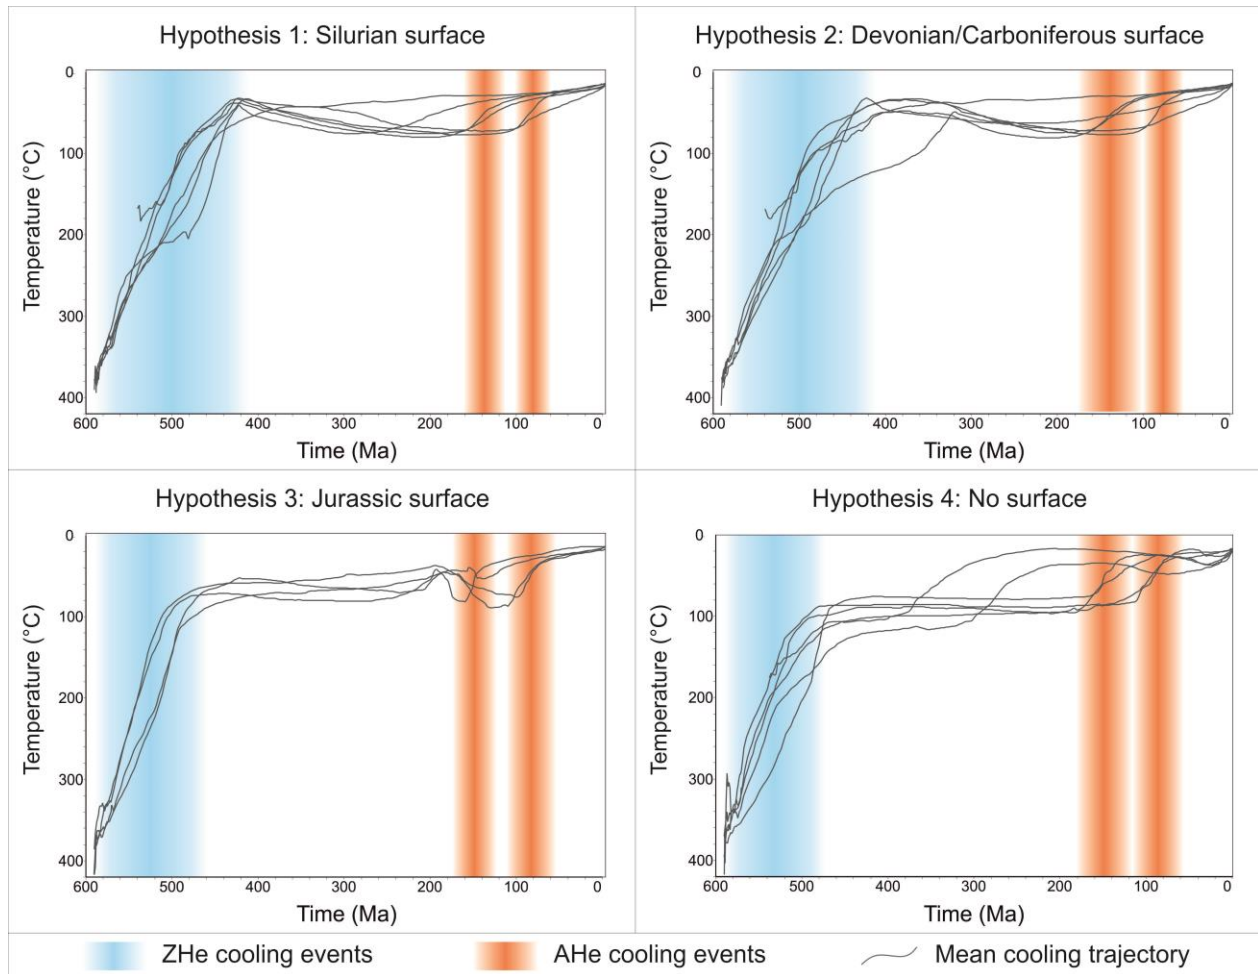 Hypothesis 1: Silurian surface
0
100
200
300
400
Temperature (°C)
600 500 400 300 200 100 0
Time (Ma)
Hypothesis 2: Devonian/Carboniferous surface
0
100
200
300
400
Temperature (°C)
600 500 400 300 200 100 0
Time (Ma)
Hypothesis 3: Jurassic surface
0
100
200
300
400
Temperature (°C)
600 500 400 300 200 100 0
Time (Ma)
Hypothesis 4: No surface
0
100
200
300
400
Temperature (°C)
600 500 400 300 200 100 0
Time (Ma)
ZHe cooling events AHe cooling events Mean cooling trajectory